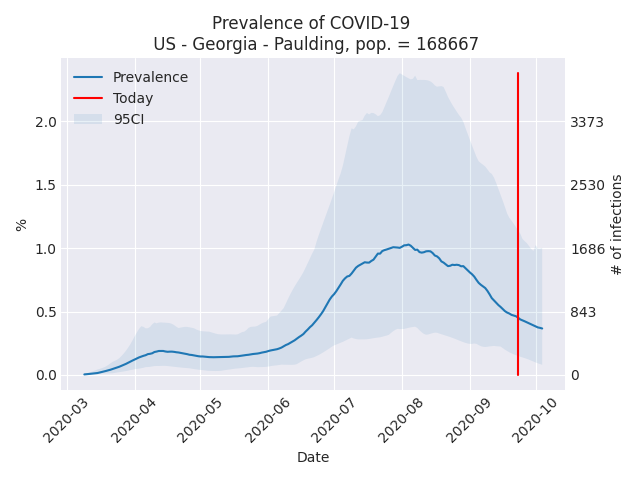 Prevalence of COVID-19
US - Georgia - Paulding, pop. = 168667
Prevalence
Today
95CI
2.0
1.5
1.0
0.5
0.0
%
3373
2530
1686
843
0
# of infections
2020-03
2020-04
2020-05
2020-06
2020-07
2020-08
2020-09
2020-10
Date